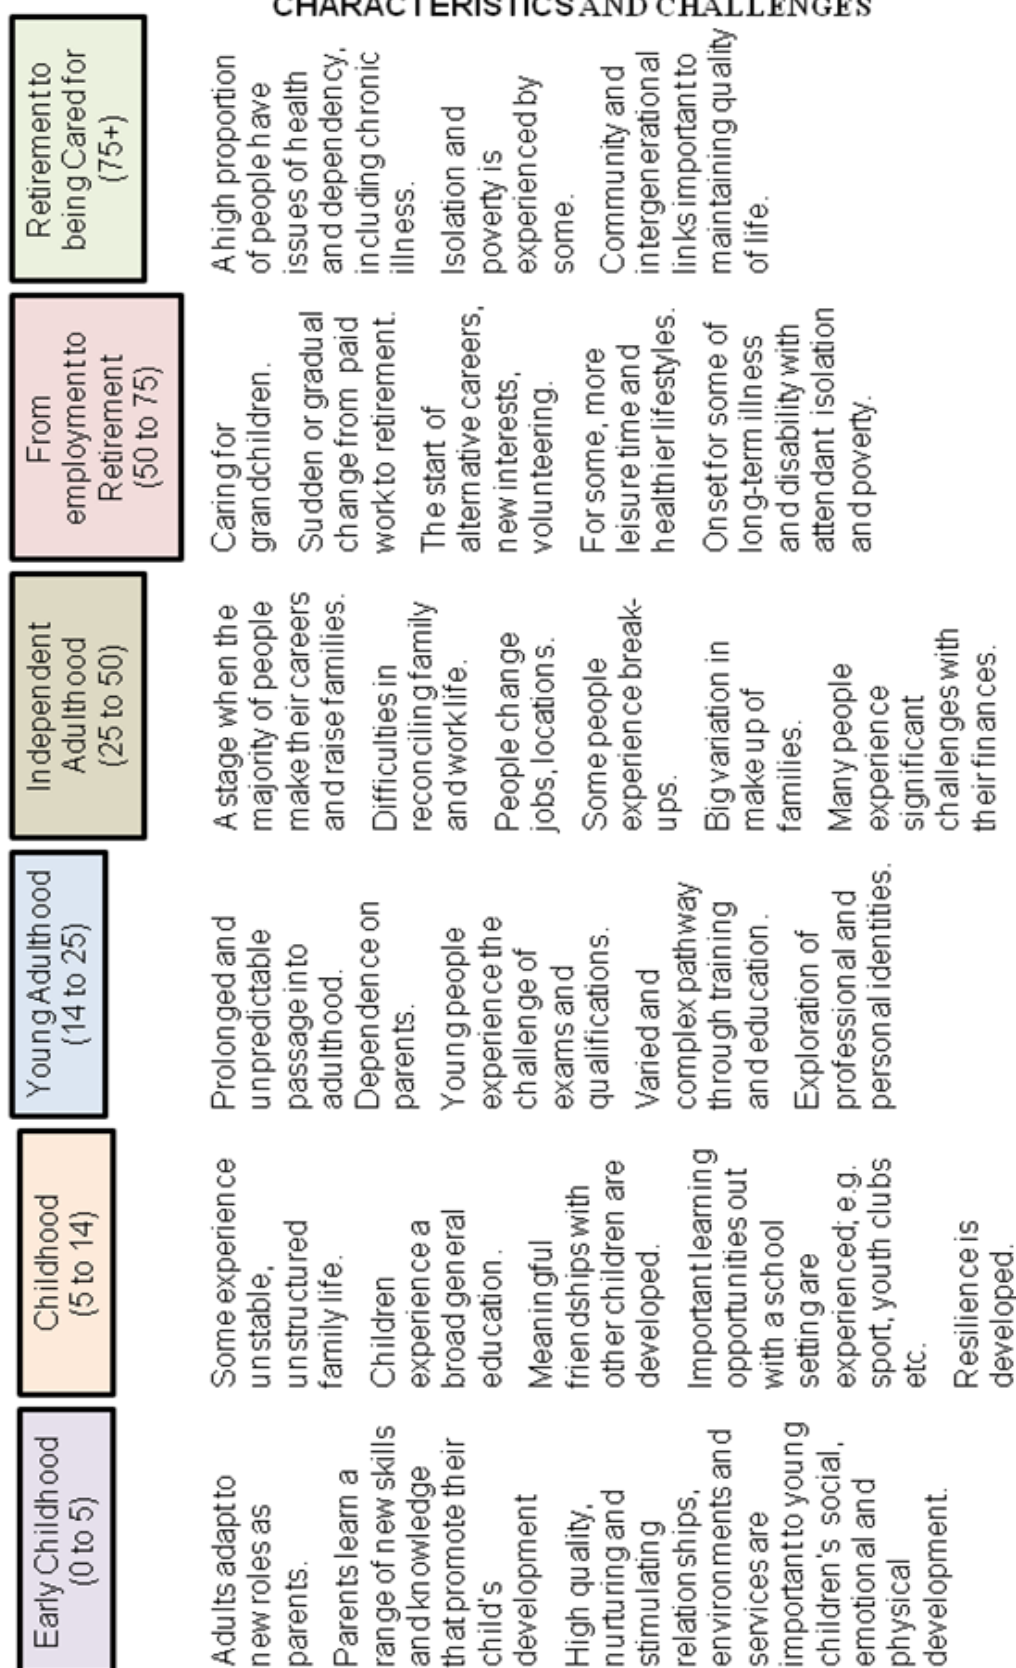 CHARACTERISTICS AND CHALLENGES
Early Childhood
(0 to 5)
Adults adapt to
new roles as
parents.
Parents learn a
range of new skills
and knowledge
that promote their
child's
development
High quality,
nurturing and
stimulating
relationships,
environments and
services are
important to young
children's social,
emotional and
physical
development.
Childhood
(5 to 14)
Some experience
unstable,
unstructured
family life.
Children
experience a
broad general
education.
Meaningful
friendships with
other children are
developed.
Important learning
opportunities out
with a school
setting are
experienced; e.g.
sport, youth clubs
etc.
Resilience is
developed.
Young Adulthood
(14 to 25)
Prolonged and
unpredictable
passage into
adulthood.
Dependence on
parents.
Young people
experience the
challenge of
exams and
qualifications.
Varied and
complex pathway
through training
and education.
Exploration of
professional and
personal identities.
Independent
Adulthood
(25 to 50)
A stage when the
majority of people
make their careers
and raise families.
Difficulties in
reconciling family
and work life.
People change
jobs, locations.
Some people
experience break-
ups.
Big variation in
make up of
families.
Many people
experience
significant
challenges with
their finances.
From
employment to
Retirement
(50 to 75)
Caring for
grandchildren.
Sudden or gradual
change from paid
work to retirement.
The start of
alternative careers,
new interests,
volunteering.
For some, more
leisure time and
healthier lifestyles.
Onset for some of
long-term illness
and disability with
attendant isolation
and poverty.
Retirement to
being Cared for
(75+)
A high proportion
of people have
issues of health
and dependency,
including chronic
illness.
Isolation and
poverty is
experienced by
some.
Community and
intergenerational
links important to
maintaining quality
of life.